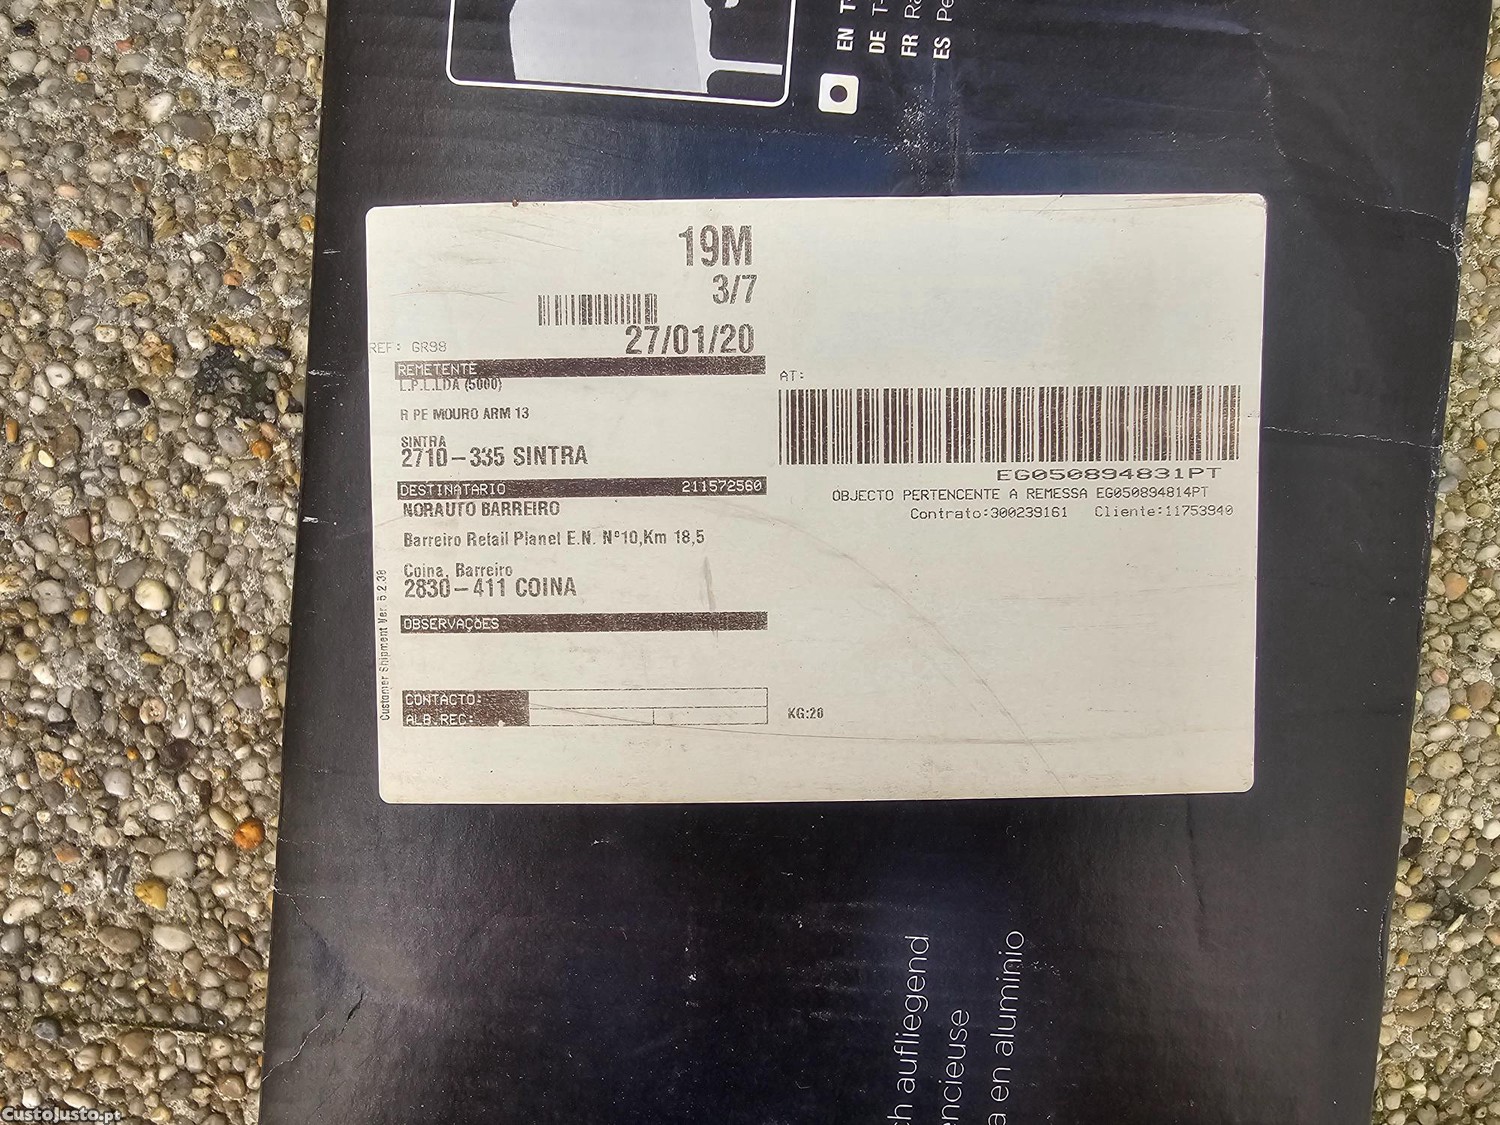 EN T-
DE T-
FR Ra
ES Pe
19M
3/7
27/01/20
REF: GR98
REMETENTE
L.P.L.LDA (5000)
R PE MOURO ARM 13
SINTRA
2710-335 SINTRA
DESTINATARIO 211572560
NORAUTO BARREIRO
Barreiro Retail Planet E.N. Nº10,Km 18,5
Coina, Barreiro
2830-411 COINA
OBSERVAÇÕES
CONTACTO:
ALB.REC:
KG:20
Customer Shipment Ver. 5.2.38
AT:
EG050894831PT
OBJECTO PERTENCENTE A REMESSA EG050894814PT
Contrato:300239161 Cliente:11753940
ch aufliegend
encieuse
a en aluminio
CustoJusto.pt